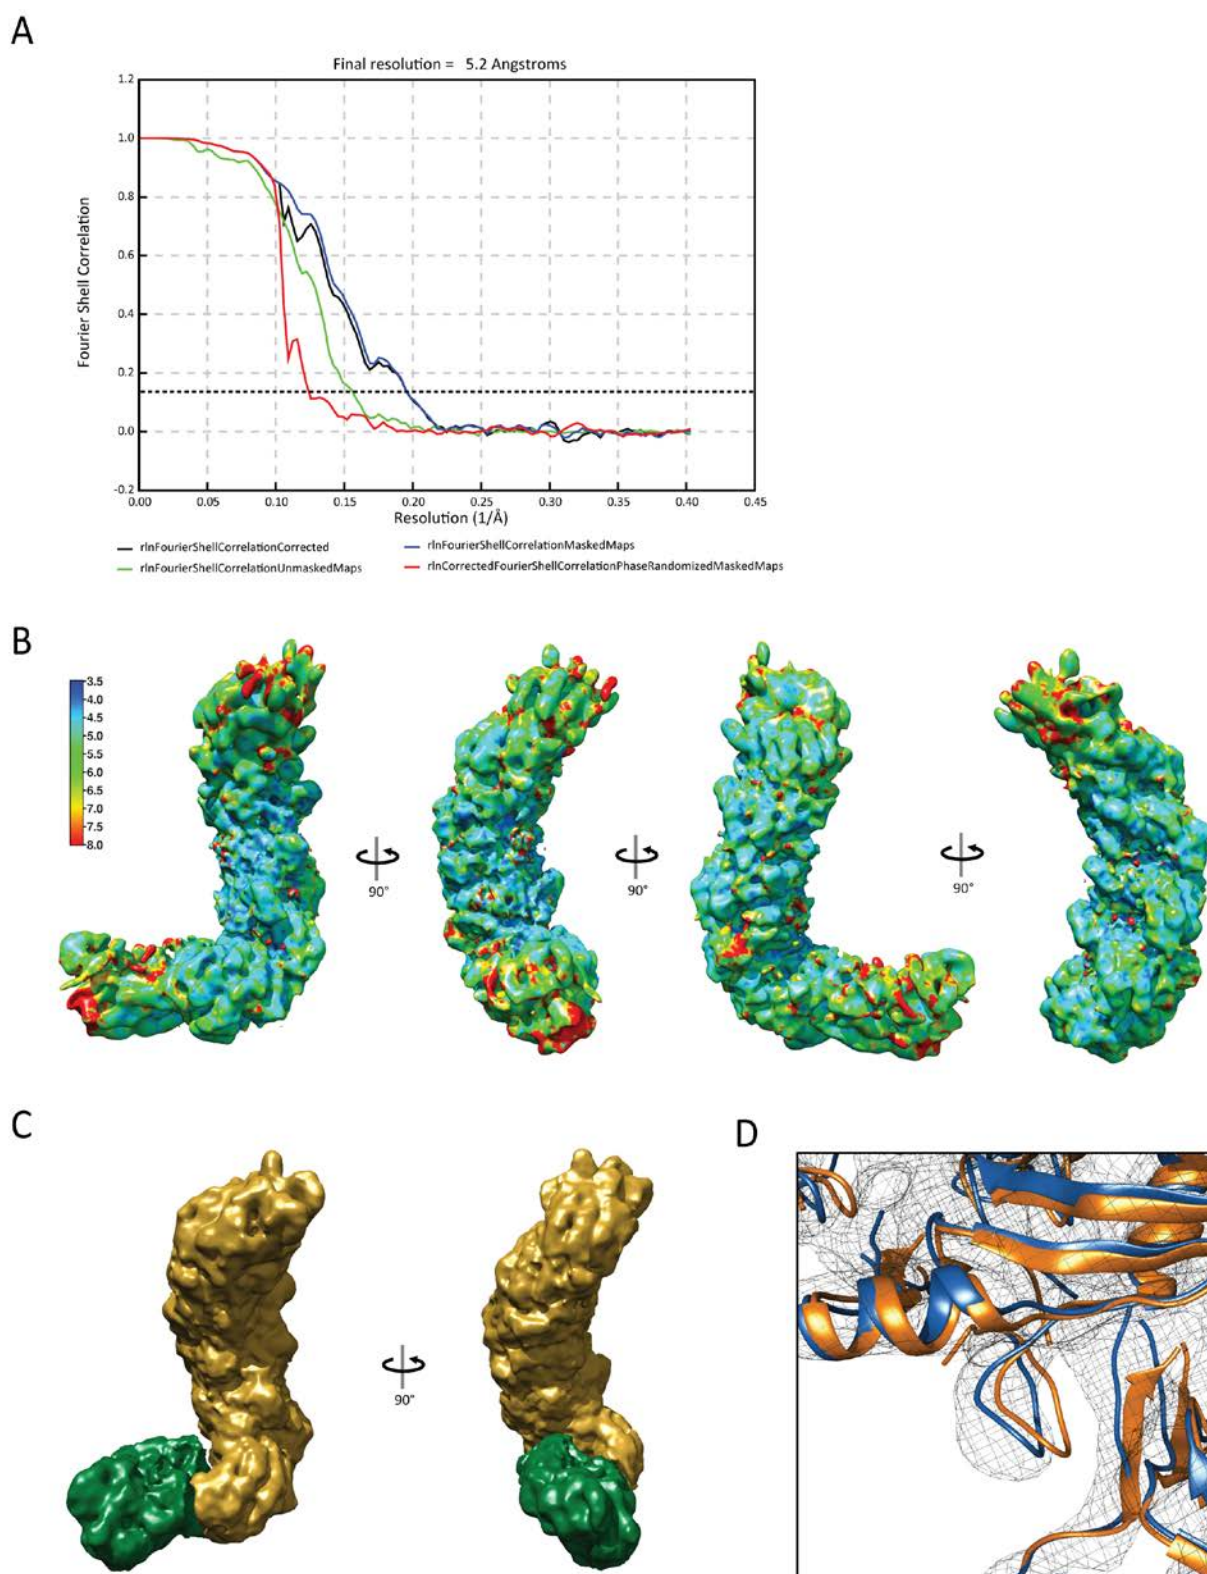 A
Final resolution = 5.2 Angstroms
1.2
1.0
0.8
0.6
0.4
0.2
0.0
-0.2
Fourier Shell Correlation
0.00 0.05 0.10 0.15 0.20 0.25 0.30 0.35 0.40 0.45
Resolution (1/Å)
rlnFourierShellCorrelationCorrected
rlnFourierShellCorrelationMaskedMaps
rlnFourierShellCorrelationUnmaskedMaps
rlnCorrectedFourierShellCorrelationPhaseRandomizedMaskedMaps
B
3.5
4.0
4.5
5.0
5.5
6.0
6.5
7.0
7.5
8.0
90°
90°
90°
C
90°
D